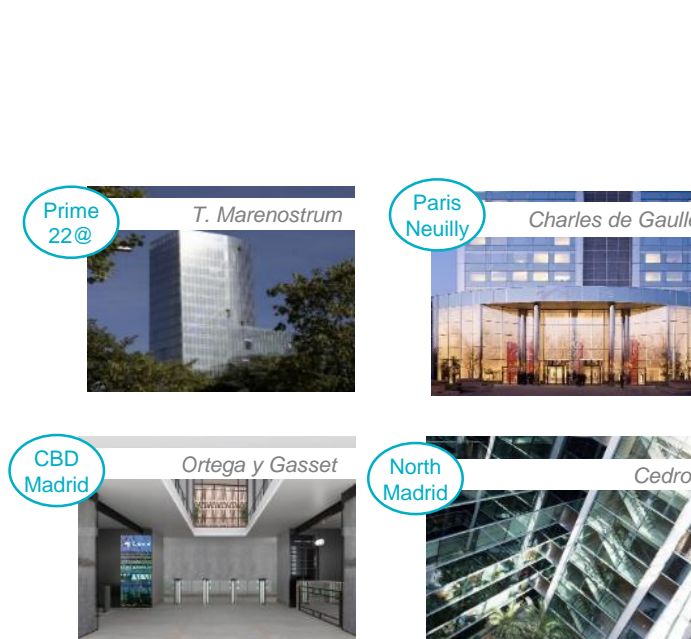 Prime
22@
T. Marenostrum
Paris
Neuilly
Charles de Gaulle
CBD
Madrid
Ortega y Gasset
North
Madrid
Cedro